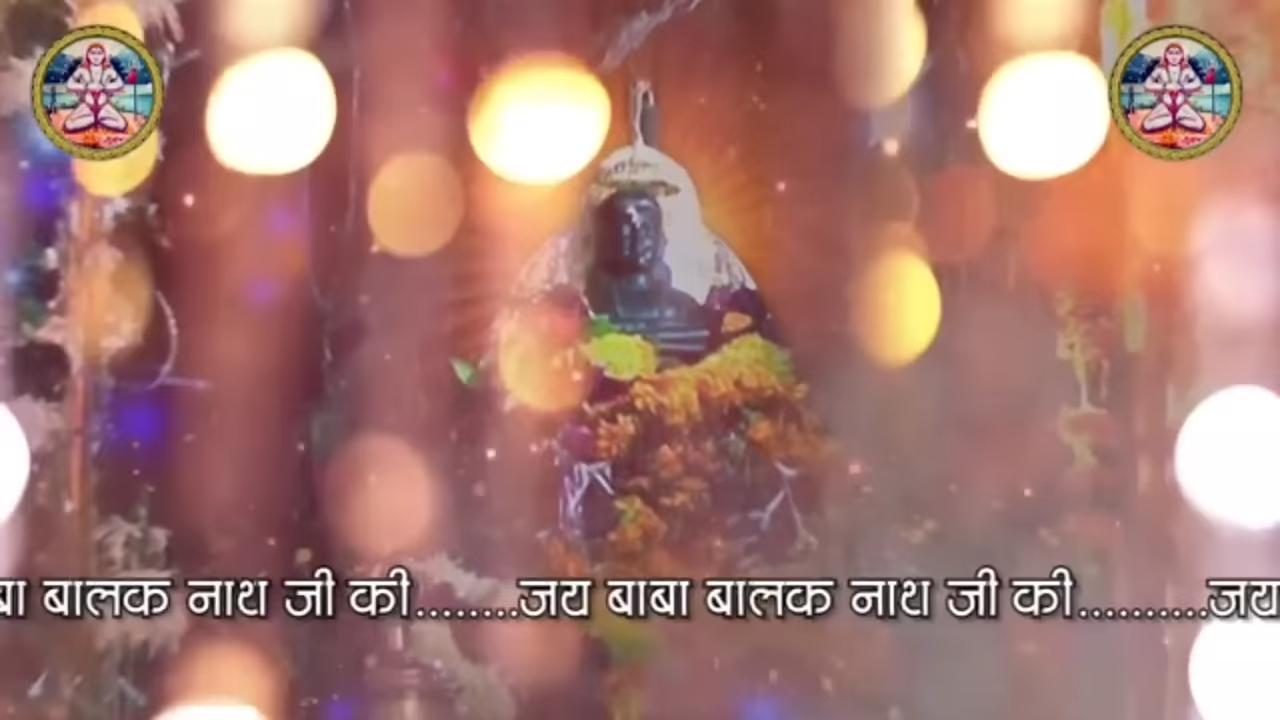 बा बालक नाथ जी की........जय बाबा बालक नाथ जी की..........जय